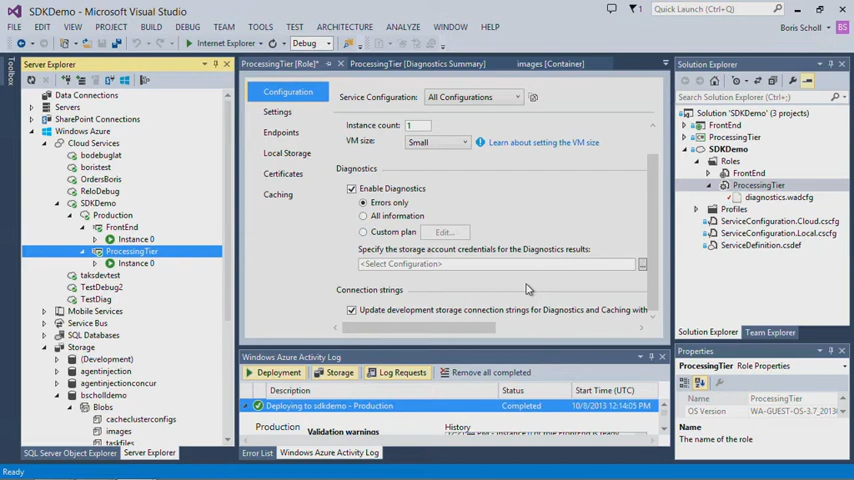 SDKDemo - Microsoft Visual Studio
1
Quick Launch (Ctrl+Q)
FILE EDIT VIEW PROJECT BUILD DEBUG TEAM TOOLS TEST ARCHITECTURE ANALYZE WINDOW HELP
Boris Scholl
Internet Explorer
Debug
Toolbox
Server Explorer
Data Connections
Servers
SharePoint Connections
Windows Azure
Cloud Services
bodebuglat
boristest
OrdersBoris
ReloDebug
SDKDemo
Production
FrontEnd
Instance 0
ProcessingTier
Instance 0
taksdevtest
TestDebug2
TestDiag
Mobile Services
Service Bus
SQL Databases
Storage
(Development)
agentinjection
agentinjectionconcur
bscholldemo
Blobs
cacheclusterconfigs
images
taskfiles
SQL Server Object Explorer
Server Explorer
ProcessingTier [Role]*
ProcessingTier [Diagnostics Summary]
images [Container]
Configuration
Settings
Endpoints
Local Storage
Certificates
Caching
Service Configuration:
All Configurations
Instance count:
1
VM size:
Small
Learn about setting the VM size
Diagnostics
Enable Diagnostics
Errors only
All information
Custom plan
Edit...
Specify the storage account credentials for the Diagnostics results:
<Select Configuration>
...
Connection strings
Update development storage connection strings for Diagnostics and Caching with
Windows Azure Activity Log
Deployment
Storage
Log Requests
Remove all completed
Description
Status
Start Time (UTC)
Deploying to sdkdemo - Production
Completed
10/8/2013 12:14:05 PM
Production
Validation warnings
History
Error List
Windows Azure Activity Log
Solution Explorer
Search Solution Explorer (Ctrl+;)
Solution 'SDKDemo' (3 projects)
FrontEnd
ProcessingTier
SDKDemo
Roles
FrontEnd
ProcessingTier
diagnostics.wadcfg
Profiles
ServiceConfiguration.Cloud.cscfg
ServiceConfiguration.Local.cscfg
ServiceDefinition.csdef
Solution Explorer
Team Explorer
Properties
ProcessingTier Role Properties
Name
ProcessingTier
OS Version
WA-GUEST-OS-3.7_2013
Name
The name of the role
Ready